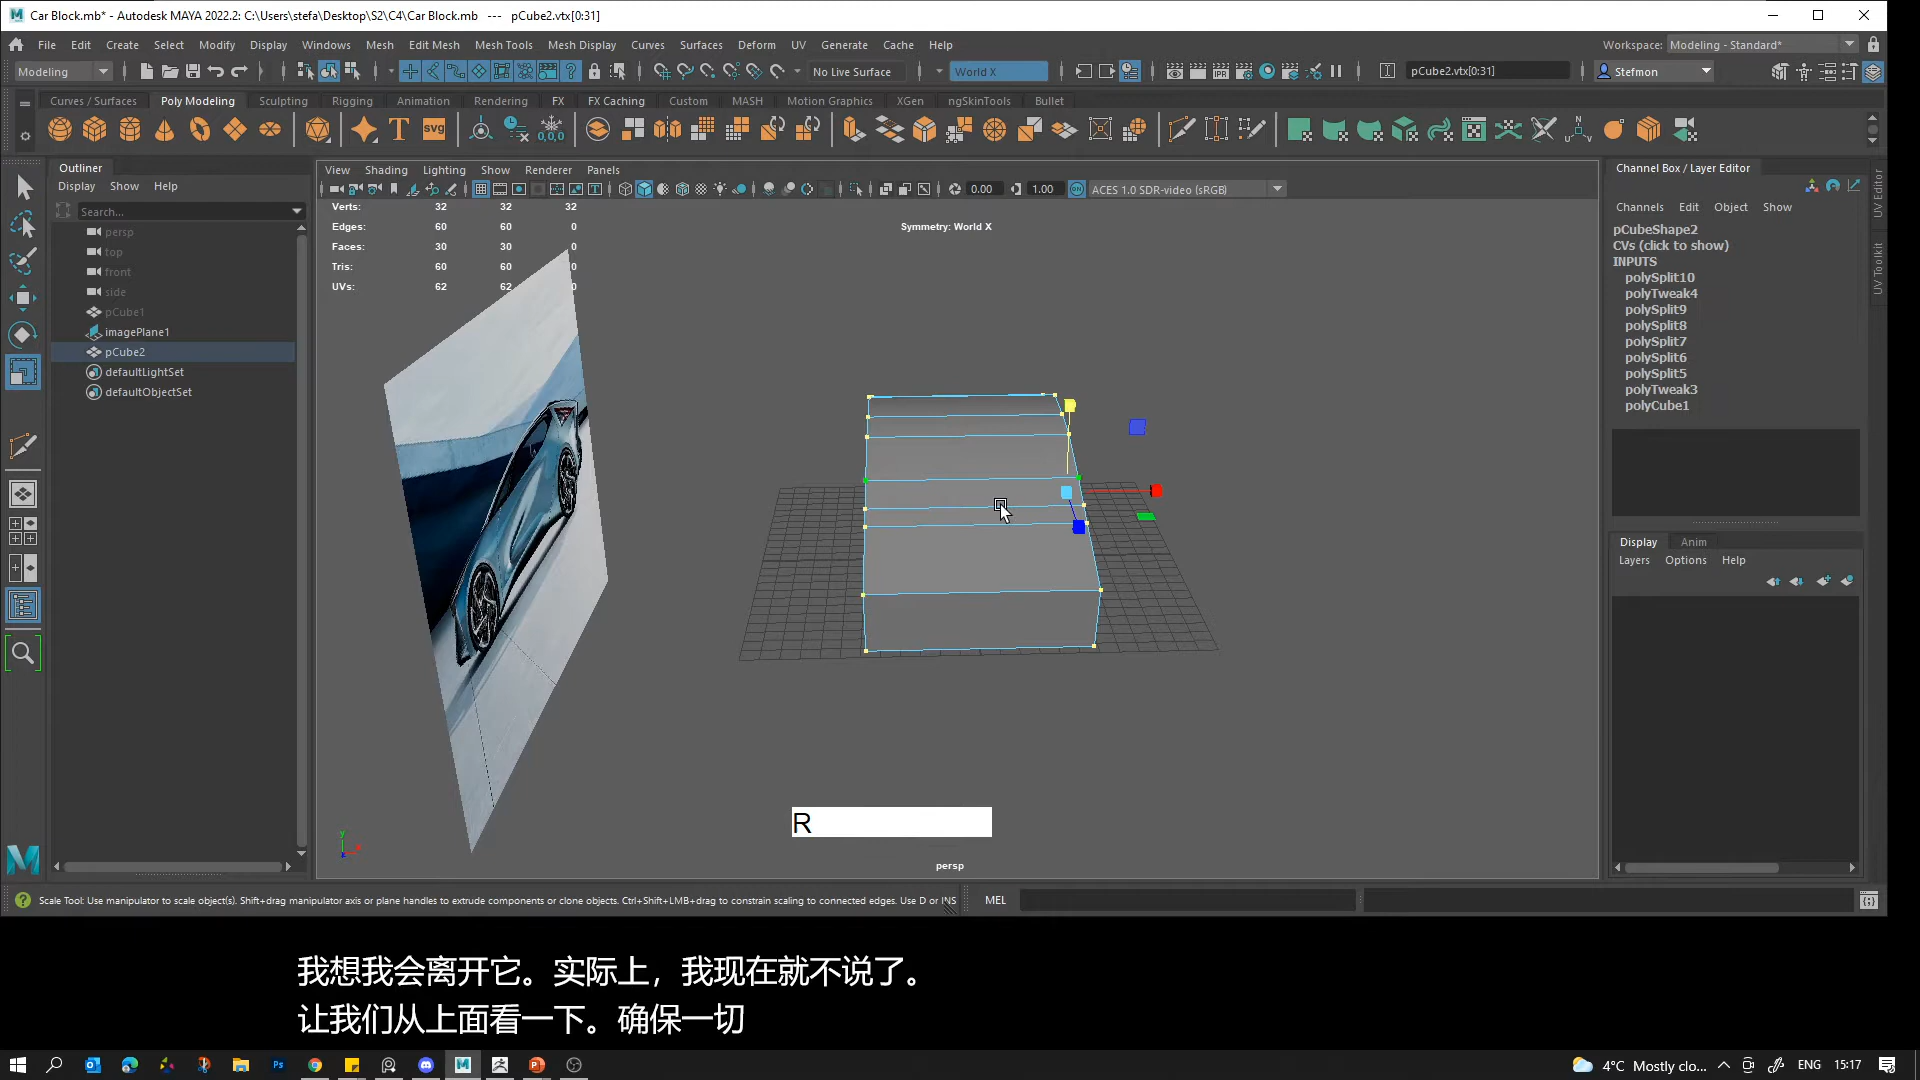 Car Block.mb* - Autodesk MAYA 2022.2: C:\Users\stefa\Desktop\S2\C4\Car Block.mb --- pCube2.vtx[0:31]
File Edit Create Select Modify Display Windows Mesh Edit Mesh Mesh Tools Mesh Display Curves Surfaces Deform UV Generate Cache Help Workspace: Modeling - Standard*
Modeling No Live Surface World X pCube2.vtx[0:31] Stefmon
Curves / Surfaces Poly Modeling Sculpting Rigging Animation Rendering FX FX Caching Custom MASH Motion Graphics XGen ngSkinTools Bullet
Outliner
Display Show Help
Search...
persp
top
front
side
pCube1
imagePlane1
pCube2
defaultLightSet
defaultObjectSet
View Shading Lighting Show Renderer Panels
0.00 1.00 ACES 1.0 SDR-video (sRGB)
Verts: 32 32 32
Edges: 60 60 0
Faces: 30 30 0
Tris: 60 60 0
UVs: 62 62 0
Symmetry: World X
R
persp
Channel Box / Layer Editor
Channels Edit Object Show
pCubeShape2
CVs (click to show)
INPUTS
polySplit10
polyTweak4
polySplit9
polySplit8
polySplit7
polySplit6
polySplit5
polyTweak3
polyCube1
Display Anim
Layers Options Help
UV Editor
UV Toolkit
Scale Tool: Use manipulator to scale object(s). Shift+drag manipulator axis or plane handles to extrude components or clone objects. Ctrl+Shift+LMB+drag to constrain scaling to connected edges. Use D or INS
MEL
我想我会离开它。实际上，我现在就不说了。
让我们从上面看一下。确保一切
4°C Mostly clo... ENG 15:17